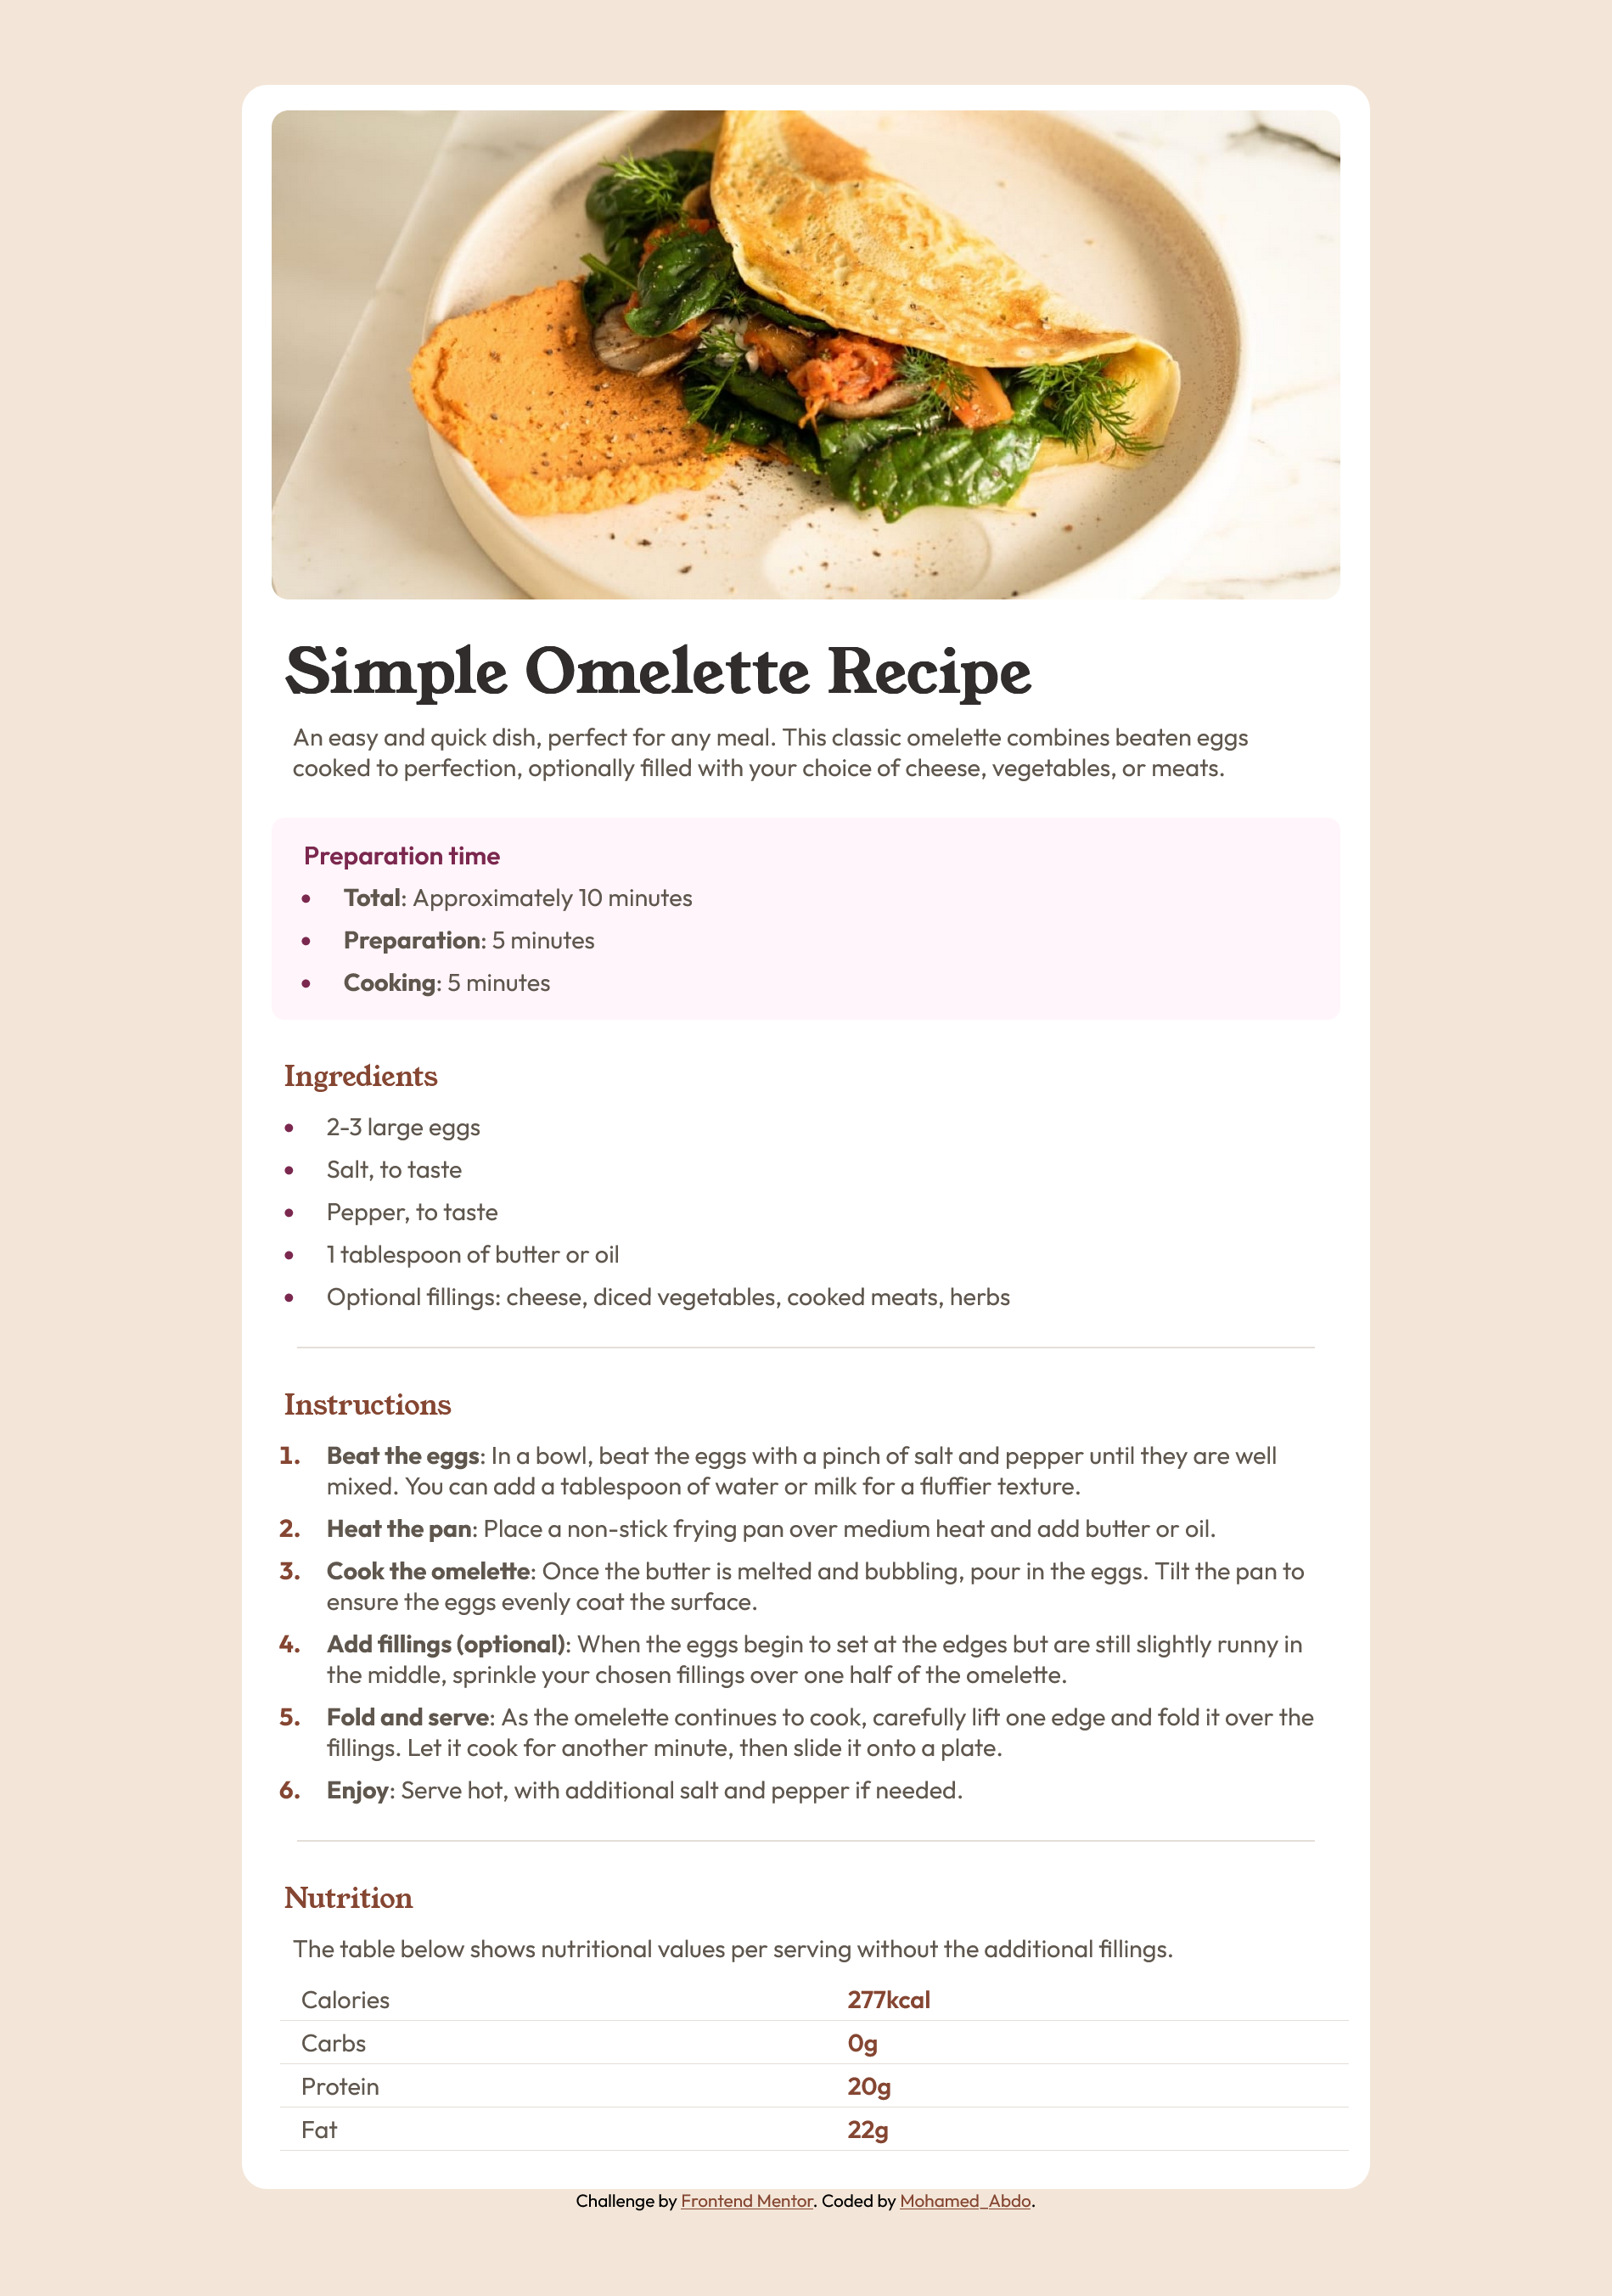 Simple Omelette Recipe
An easy and quick dish, perfect for any meal. This classic omelette combines beaten eggs
cooked to perfection, optionally filled with your choice of cheese, vegetables, or meats.
Preparation time
• Total: Approximately 10 minutes
• Preparation: 5 minutes
• Cooking: 5 minutes
Ingredients
• 2-3 large eggs
• Salt, to taste
• Pepper, to taste
• 1 tablespoon of butter or oil
• Optional fillings: cheese, diced vegetables, cooked meats, herbs
Instructions
1. Beat the eggs: In a bowl, beat the eggs with a pinch of salt and pepper until they are well
mixed. You can add a tablespoon of water or milk for a fluffier texture.
2. Heat the pan: Place a non-stick frying pan over medium heat and add butter or oil.
3. Cook the omelette: Once the butter is melted and bubbling, pour in the eggs. Tilt the pan to
ensure the eggs evenly coat the surface.
4. Add fillings (optional): When the eggs begin to set at the edges but are still slightly runny in
the middle, sprinkle your chosen fillings over one half of the omelette.
5. Fold and serve: As the omelette continues to cook, carefully lift one edge and fold it over the
fillings. Let it cook for another minute, then slide it onto a plate.
6. Enjoy: Serve hot, with additional salt and pepper if needed.
Nutrition
The table below shows nutritional values per serving without the additional fillings.
Calories 277kcal
Carbs 0g
Protein 20g
Fat 22g
Challenge by Frontend Mentor. Coded by Mohamed_Abdo.